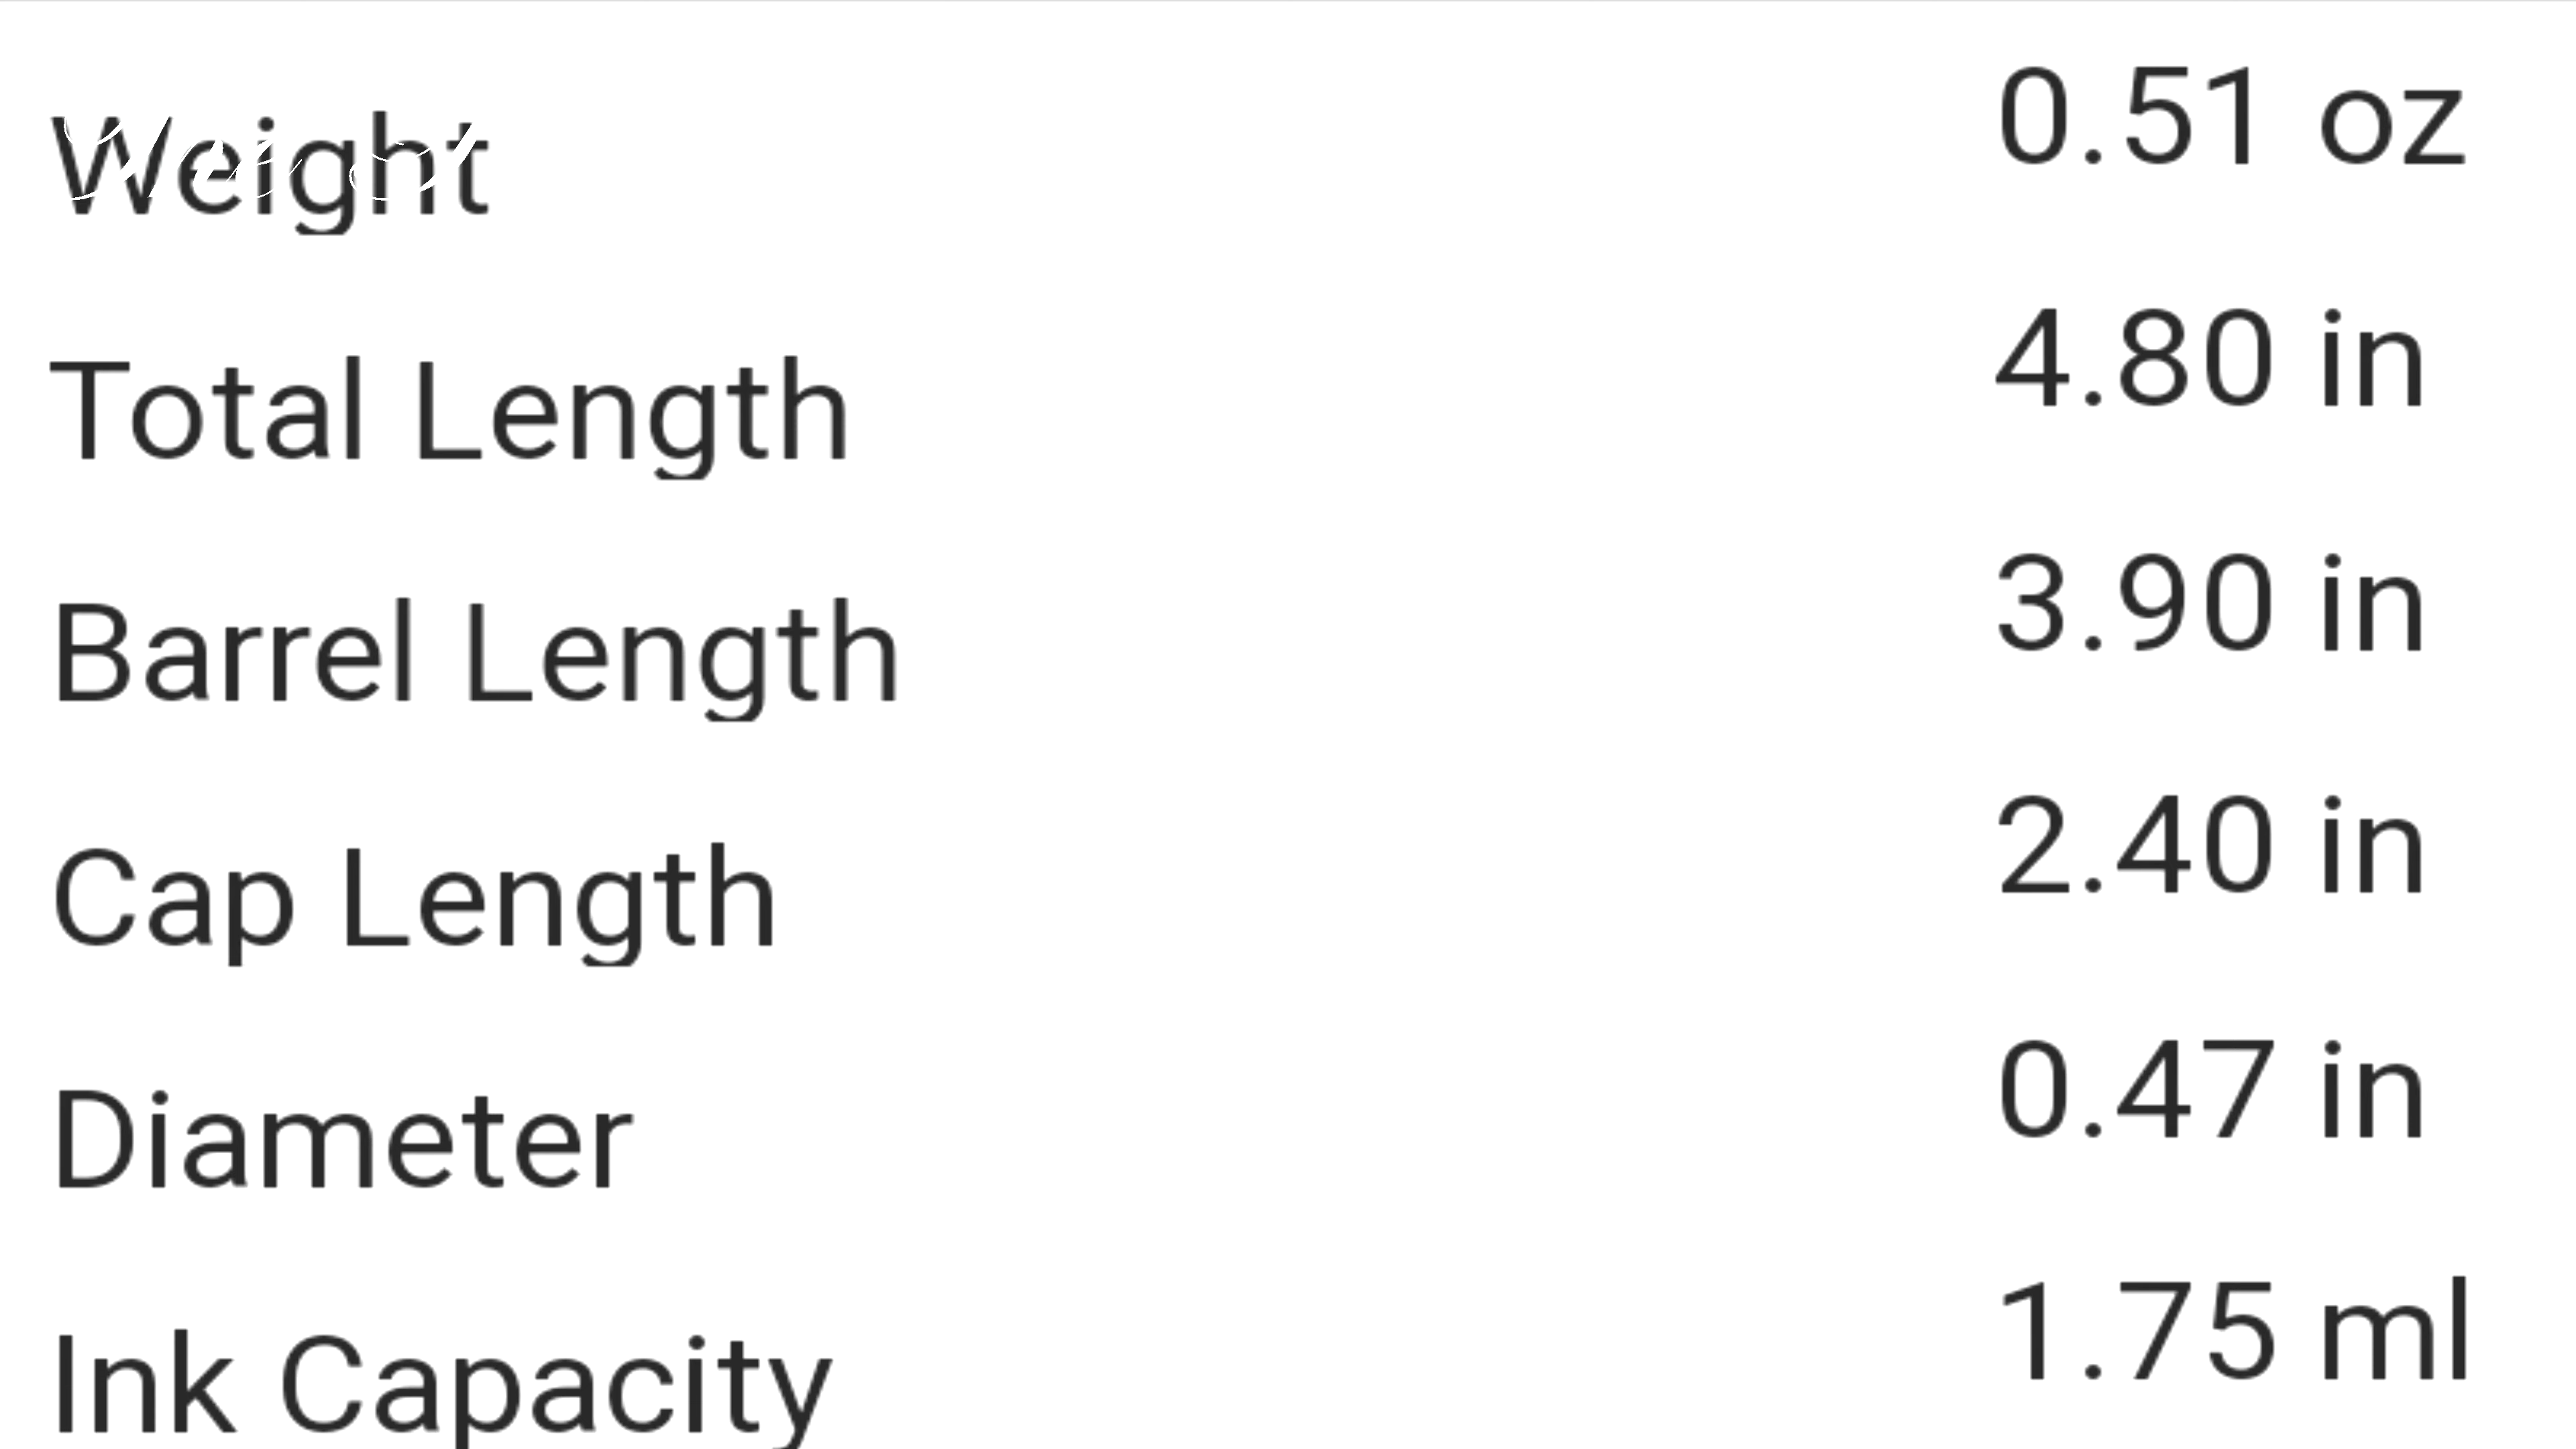 Weight 0.51 oz
Total Length 4.80 in
Barrel Length 3.90 in
Cap Length 2.40 in
Diameter 0.47 in
Ink Capacity 1.75 ml